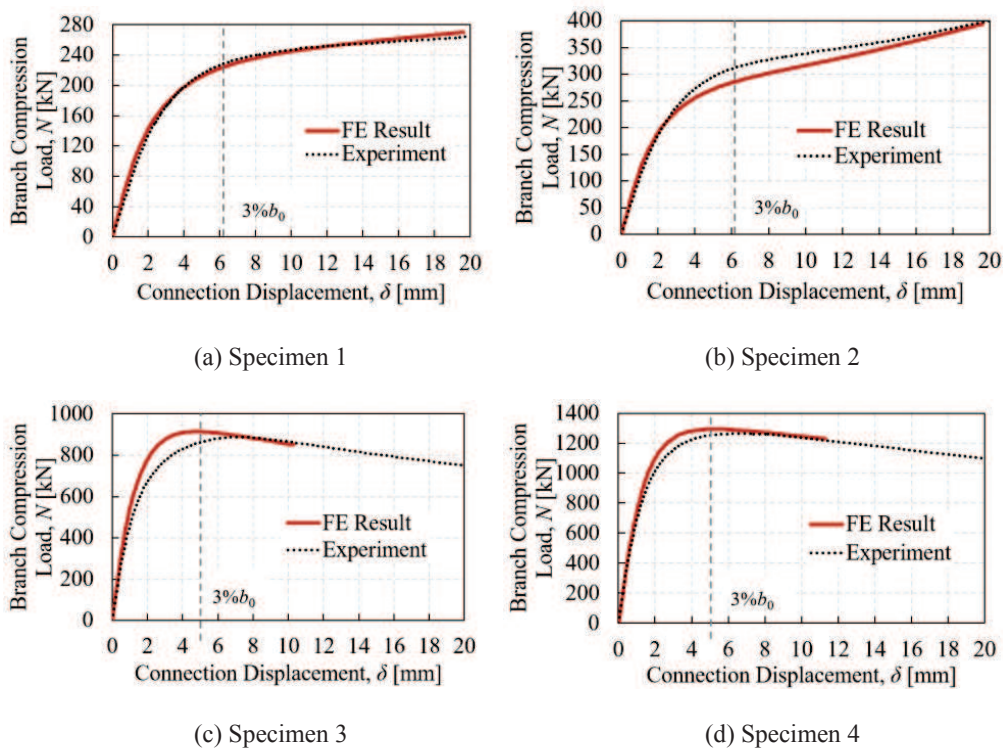 280
240
200
160
120
80
40
0
Branch Compression
Load, N [kN]
FE Result
Experiment
3%b₀
0 2 4 6 8 10 12 14 16 18 20
Connection Displacement, δ [mm]
(a) Specimen 1
400
350
300
250
200
150
100
50
0
Branch Compression
Load, N [kN]
FE Result
Experiment
3%b₀
0 2 4 6 8 10 12 14 16 18 20
Connection Displacement, δ [mm]
(b) Specimen 2
1000
800
600
400
200
0
Branch Compression
Load, N [kN]
FE Result
Experiment
3%b₀
0 2 4 6 8 10 12 14 16 18 20
Connection Displacement, δ [mm]
(c) Specimen 3
1400
1200
1000
800
600
400
200
0
Branch Compression
Load, N [kN]
FE Result
Experiment
3%b₀
0 2 4 6 8 10 12 14 16 18 20
Connection Displacement, δ [mm]
(d) Specimen 4